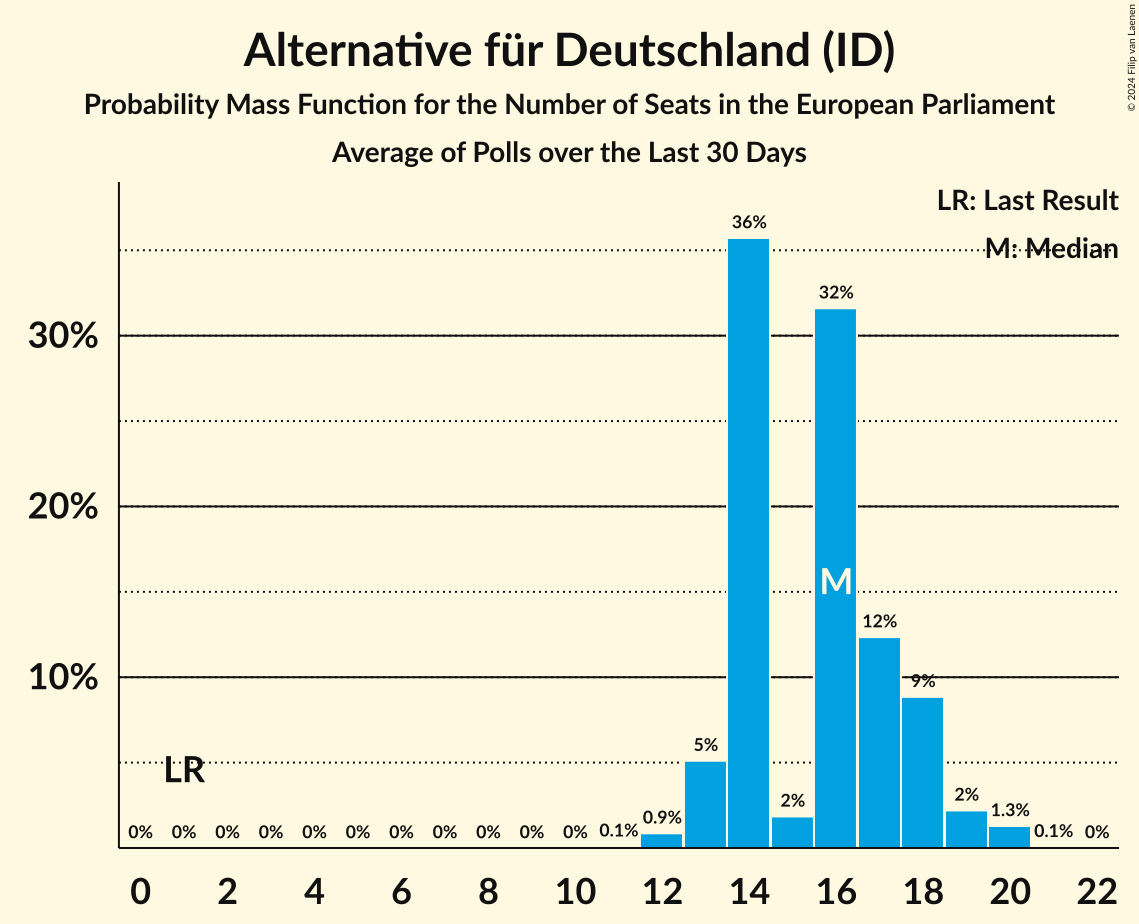 Alternative für Deutschland (ID)
Probability Mass Function for the Number of Seats in the European Parliament
Average of Polls over the Last 30 Days
© 2024 Filip van Laenen
LR: Last Result
M: Median
36%
32%
30%
20%
M
12%
10%
9%
LR
5%
2%
2%
0% 0% 0% 0% 0% 0% 0% 0% 0% 0% 0% 0.1% 0.9% 1.3% 0.1% 0%
0 2 4 6 8 10 12 14 16 18 20 22